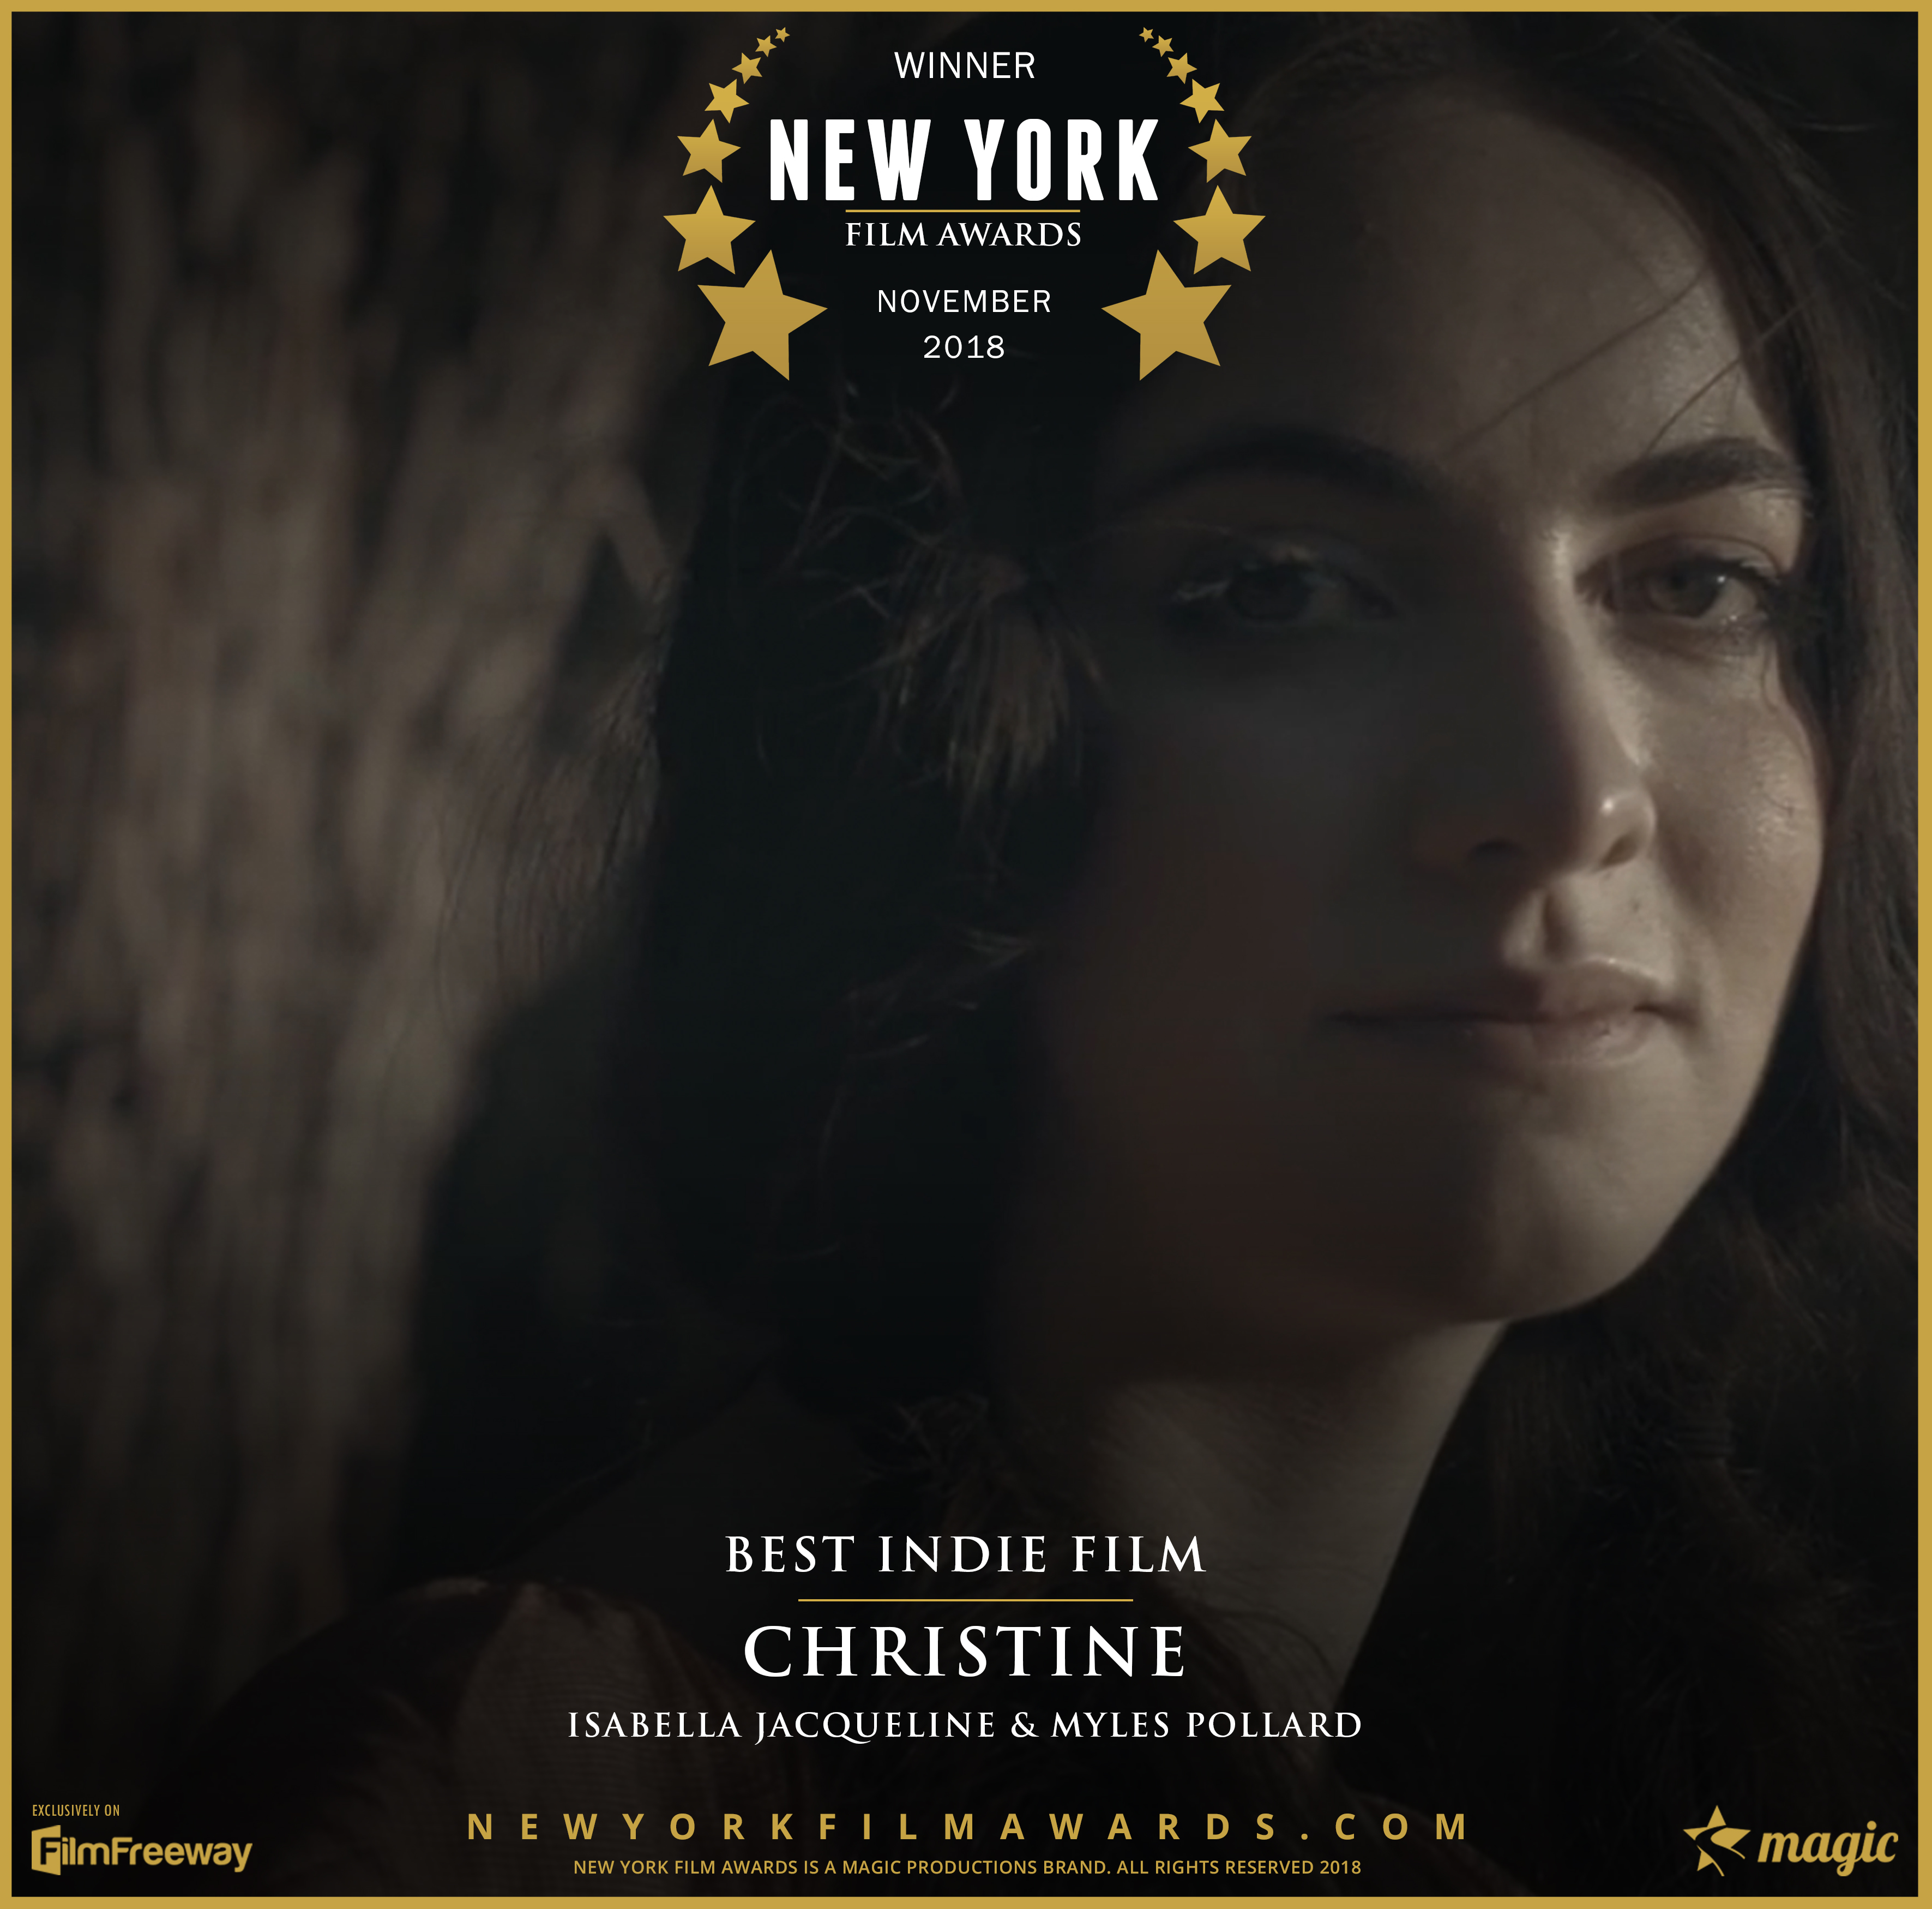 WINNER
NEW YORK
FILM AWARDS
NOVEMBER
2018
BEST INDIE FILM
CHRISTINE
ISABELLA JACQUELINE & MYLES POLLARD
EXCLUSIVELY ON
FilmFreeway
NEWYORKFILMAWARDS.COM
NEW YORK FILM AWARDS IS A MAGIC PRODUCTIONS BRAND. ALL RIGHTS RESERVED 2018
magic